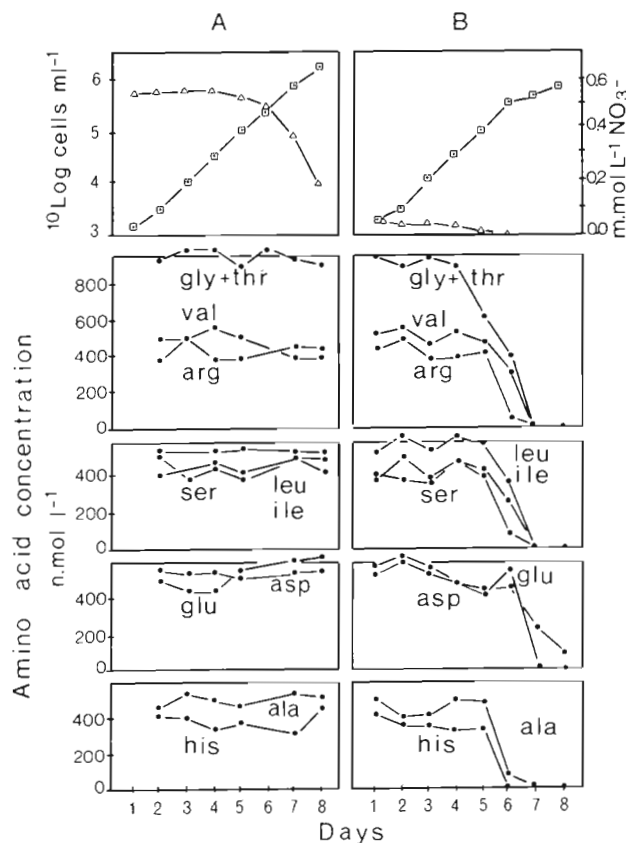 A B
¹⁰Log cells ml⁻¹
6
5
4
3
0.6
0.4
0.2
0.0
m.mol L⁻¹ NO₃⁻
Amino acid concentration
n.mol l⁻¹
800
600
400
200
0
gly+thr
val
arg
gly+thr
val
arg
400
200
0
ser
leu
ile
ser
leu
ile
400
200
0
glu
asp
asp
glu
400
200
0
ala
his
his
ala
1 2 3 4 5 6 7 8 1 2 3 4 5 6 7 8
Days